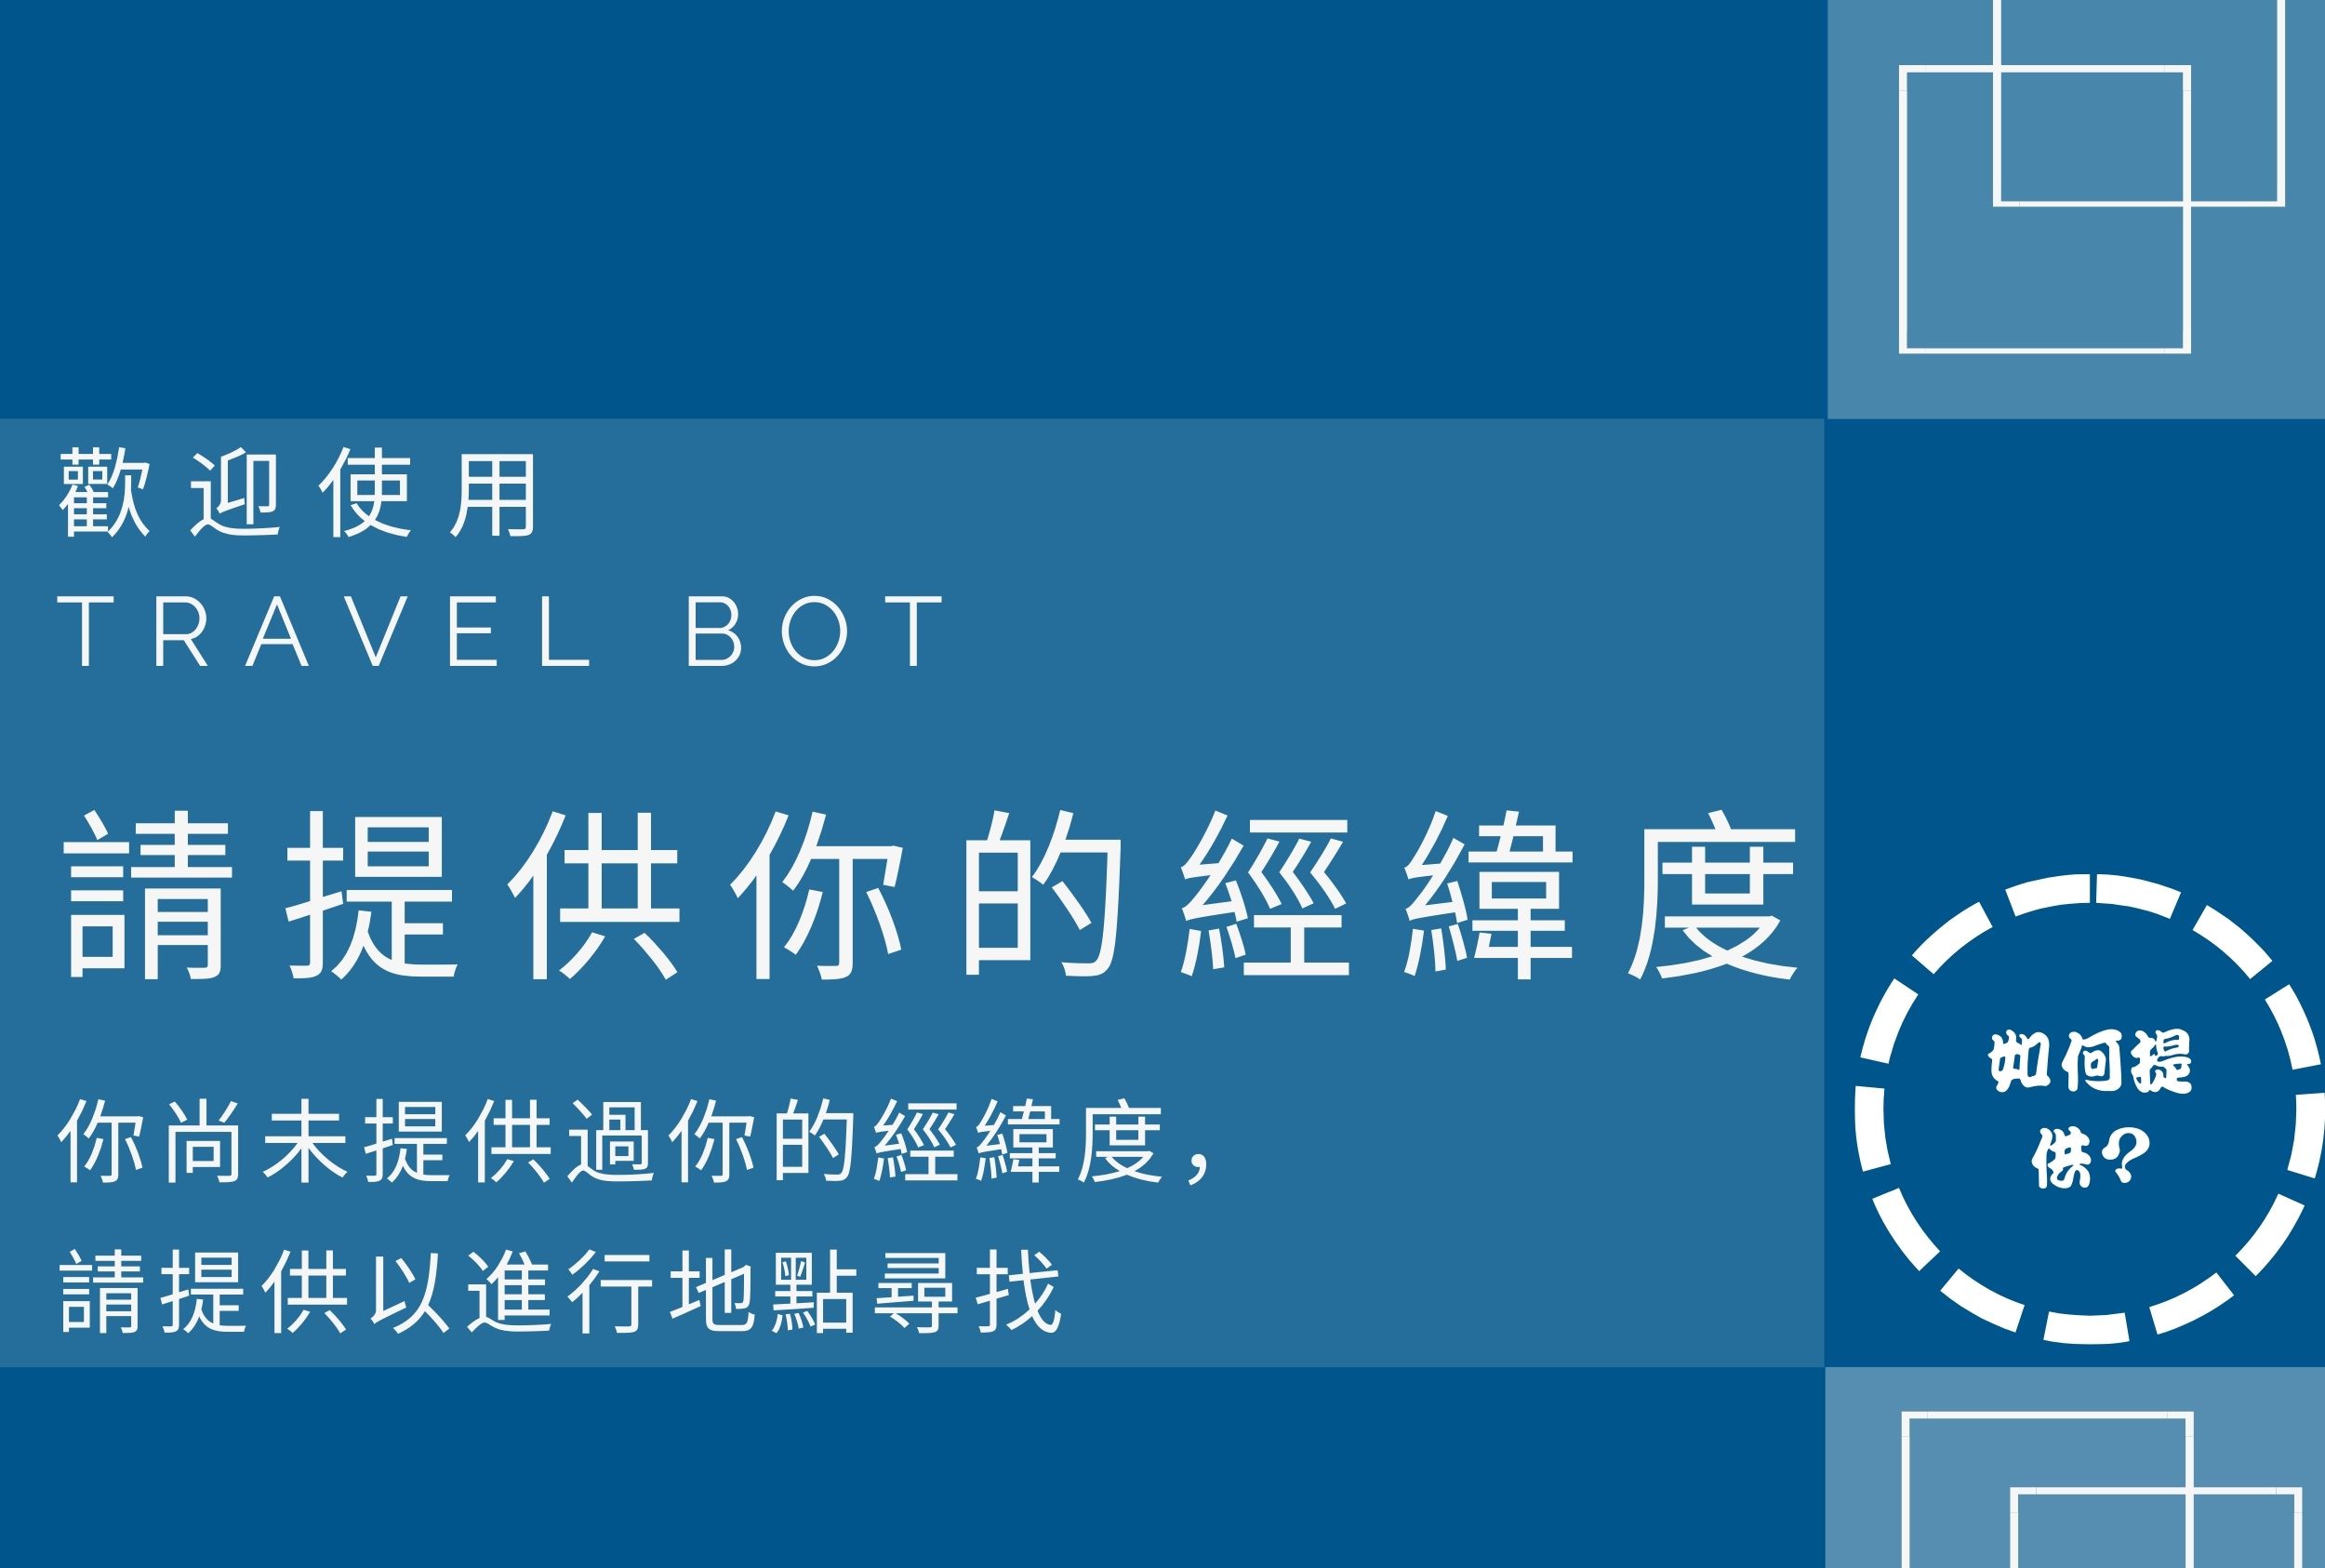 歡迎使用
TRAVEL BOT
請提供你的經緯度
你尚未提供過你的經緯度，
請提供以進行地點尋找
如何提
供？